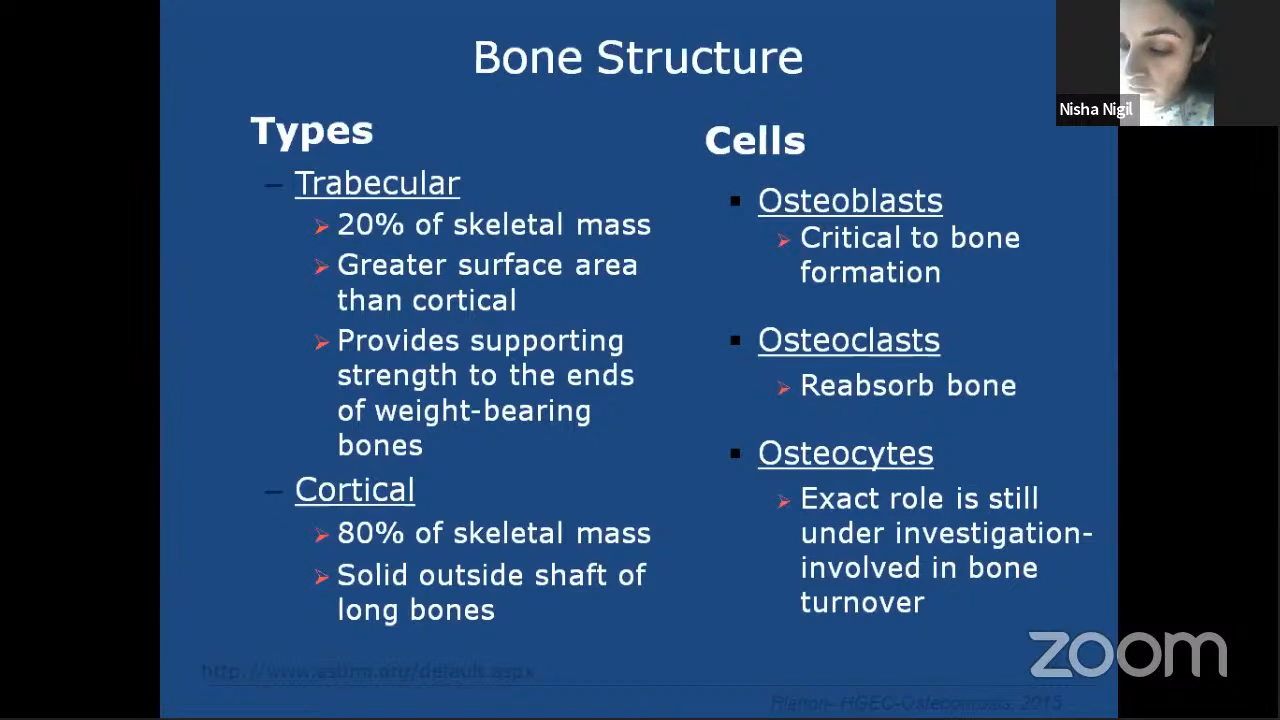 Bone Structure
Types
– Trabecular
➢ 20% of skeletal mass
➢ Greater surface area
than cortical
➢ Provides supporting
strength to the ends
of weight-bearing
bones
– Cortical
➢ 80% of skeletal mass
➢ Solid outside shaft of
long bones
Cells
▪ Osteoblasts
➢ Critical to bone
formation
▪ Osteoclasts
➢ Reabsorb bone
▪ Osteocytes
➢ Exact role is still
under investigation-
involved in bone
turnover
Nisha Nigil
zoom
2015